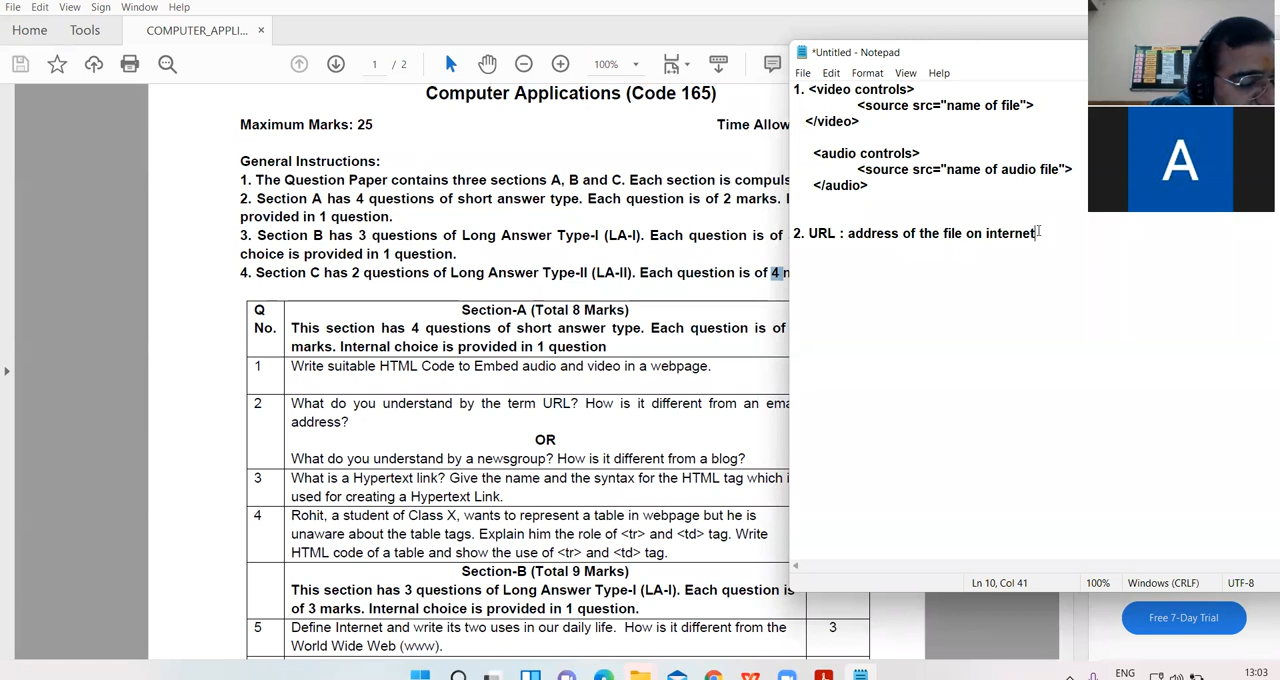 File Edit View Sign Window Help
Home Tools COMPUTER_APPLI... ×
1 / 2 100%
Computer Applications (Code 165)
Maximum Marks: 25 Time Allow
General Instructions:
1. The Question Paper contains three sections A, B and C. Each section is compuls
2. Section A has 4 questions of short answer type. Each question is of 2 marks. I
provided in 1 question.
3. Section B has 3 questions of Long Answer Type-I (LA-I). Each question is of
choice is provided in 1 question.
4. Section C has 2 questions of Long Answer Type-II (LA-II). Each question is of 4 m
Q Section-A (Total 8 Marks)
No. This section has 4 questions of short answer type. Each question is of
marks. Internal choice is provided in 1 question
1 Write suitable HTML Code to Embed audio and video in a webpage.
2 What do you understand by the term URL? How is it different from an ema
address?
OR
What do you understand by a newsgroup? How is it different from a blog?
3 What is a Hypertext link? Give the name and the syntax for the HTML tag which i
used for creating a Hypertext Link.
4 Rohit, a student of Class X, wants to represent a table in webpage but he is
unaware about the table tags. Explain him the role of <tr> and <td> tag. Write
HTML code of a table and show the use of <tr> and <td> tag.
Section-B (Total 9 Marks)
This section has 3 questions of Long Answer Type-I (LA-I). Each question is
of 3 marks. Internal choice is provided in 1 question.
5 Define Internet and write its two uses in our daily life. How is it different from the 3
World Wide Web (www).
*Untitled - Notepad
File Edit Format View Help
1. <video controls>
<source src="name of file">
</video>
<audio controls>
<source src="name of audio file">
</audio>
2. URL : address of the file on internet
Ln 10, Col 41 100% Windows (CRLF) UTF-8
A
Free 7-Day Trial
ENG 13:03